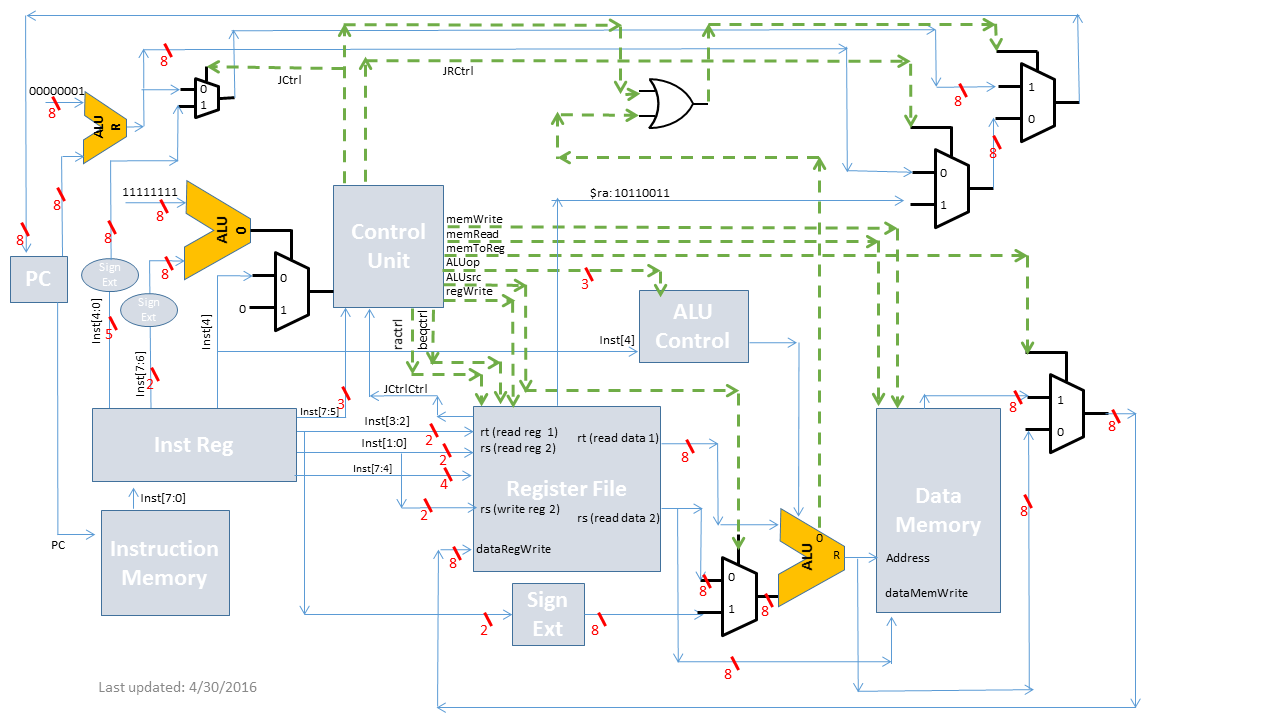 JCtrl
JRCtrl
00000001
8
8
0
1
ALU
R
8
1
0
8
8
8
8
8
11111111
8
8
ALU
0
$ra: 10110011
0
1
PC
Sign
Ext
Sign
Ext
Inst[4:0]
5
Inst[7:6]
2
Inst[4]
0
0
1
Control
Unit
memWrite
memRead
memToReg
ALUop
ALUsrc
regWrite
3
ractrl
beqctrl
ALU
Control
Inst[4]
JCtrlCtrl
3
Inst[7:5]
Inst[3:2]
2
Inst[1:0]
2
Inst[7:4]
4
2
8
Inst Reg
Inst[7:0]
Instruction
Memory
PC
rt (read reg 1)
rs (read reg 2)
Register File
rs (write reg 2)
dataRegWrite
rt (read data 1)
rs (read data 2)
8
8
0
1
8
ALU
0
R
Sign
Ext
2
8
8
Data
Memory
Address
dataMemWrite
8
1
0
8
8
Last updated: 4/30/2016